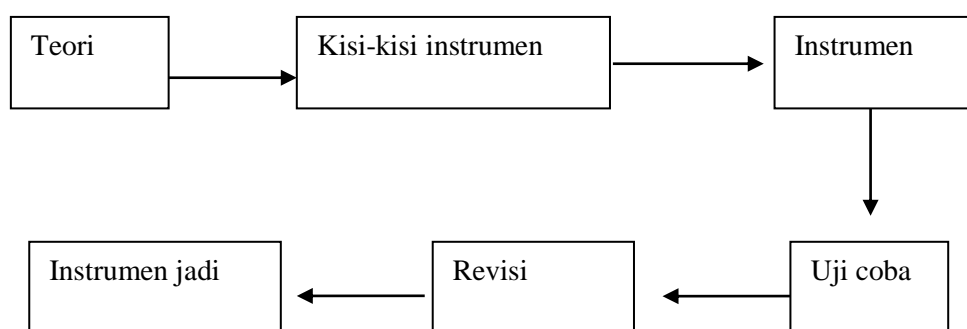 Teori
Kisi-kisi instrumen
Instrumen
Uji coba
Revisi
Instrumen jadi